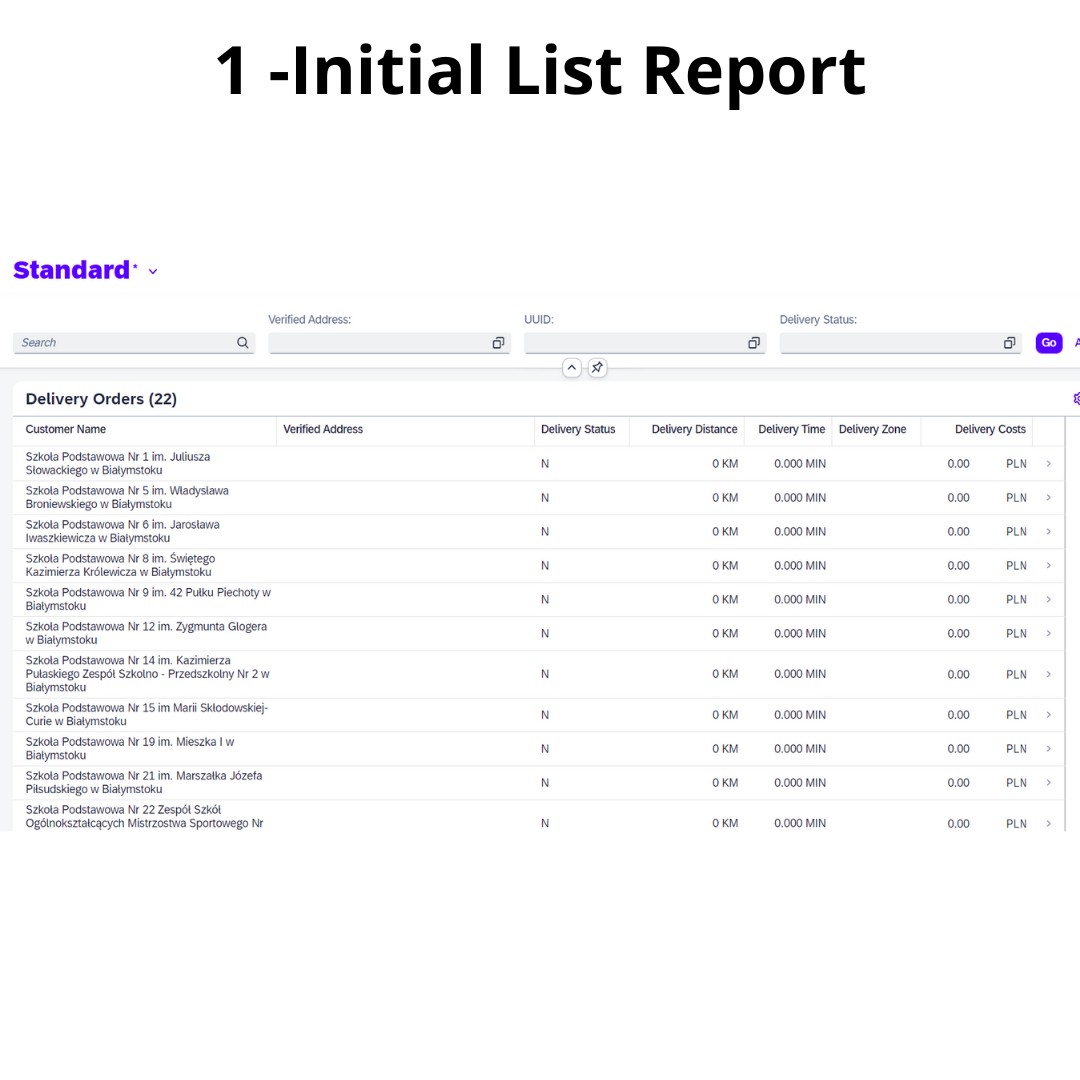 1 -Initial List Report
Standard*
Verified Address: UUID: Delivery Status:
Search Go
Delivery Orders (22)
Customer Name Verified Address Delivery Status Delivery Distance Delivery Time Delivery Zone Delivery Costs
Szkoła Podstawowa Nr 1 im. Juliusza
Słowackiego w Białymstoku N 0 KM 0.000 MIN 0.00 PLN
Szkoła Podstawowa Nr 5 im. Władysława
Broniewskiego w Białymstoku N 0 KM 0.000 MIN 0.00 PLN
Szkoła Podstawowa Nr 6 im. Jarosława
Iwaszkiewicza w Białymstoku N 0 KM 0.000 MIN 0.00 PLN
Szkoła Podstawowa Nr 8 im. Świętego
Kazimierza Królewicza w Białymstoku N 0 KM 0.000 MIN 0.00 PLN
Szkoła Podstawowa Nr 9 im. 42 Pułku Piechoty w
Białymstoku N 0 KM 0.000 MIN 0.00 PLN
Szkoła Podstawowa Nr 12 im. Zygmunta Glogera
w Białymstoku N 0 KM 0.000 MIN 0.00 PLN
Szkoła Podstawowa Nr 14 im. Kazimierza
Pułaskiego Zespół Szkolno - Przedszkolny Nr 2 w N 0 KM 0.000 MIN 0.00 PLN
Białymstoku
Szkoła Podstawowa Nr 15 im Marii Skłodowskiej-
Curie w Białymstoku N 0 KM 0.000 MIN 0.00 PLN
Szkoła Podstawowa Nr 19 im. Mieszka I w
Białymstoku N 0 KM 0.000 MIN 0.00 PLN
Szkoła Podstawowa Nr 21 im. Marszałka Józefa
Piłsudskiego w Białymstoku N 0 KM 0.000 MIN 0.00 PLN
Szkoła Podstawowa Nr 22 Zespół Szkół
Ogólnokształcących Mistrzostwa Sportowego Nr N 0 KM 0.000 MIN 0.00 PLN